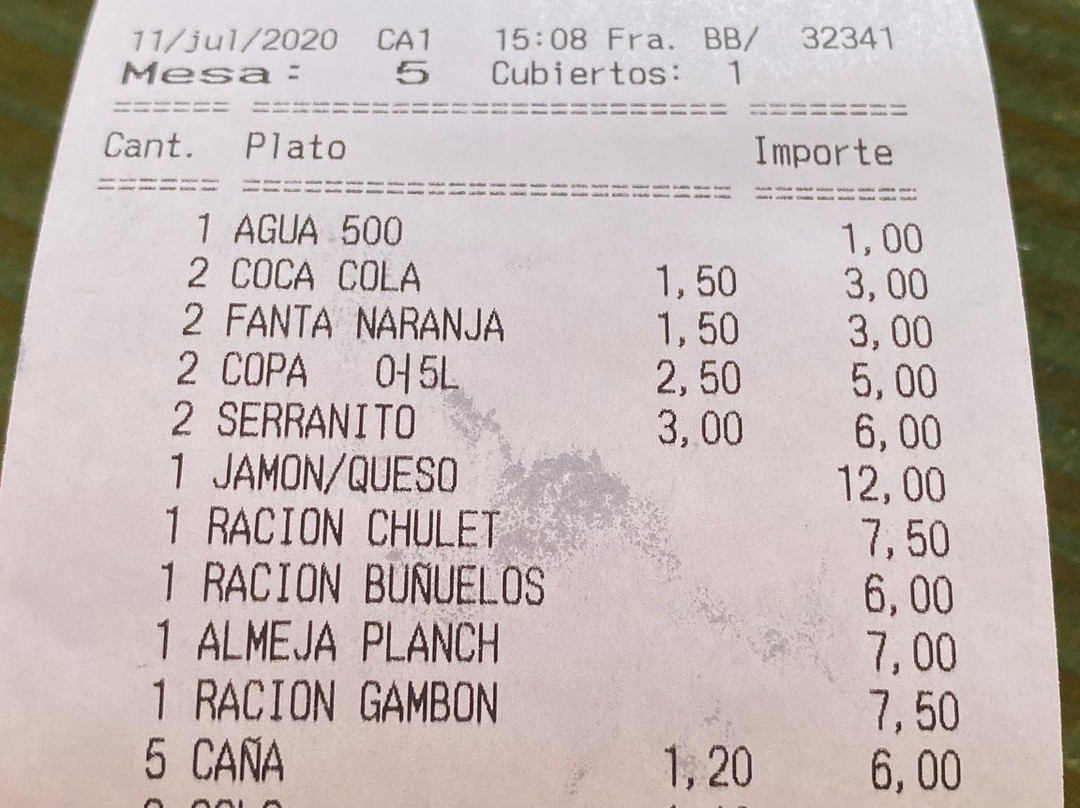 11/jul/2020 CA1 15:08 Fra. BB/ 32341
Mesa: 5 Cubiertos: 1
====== ======================== ========
Cant. Plato Importe
====== ======================== ========
1 AGUA 500 1,00
2 COCA COLA 1,50 3,00
2 FANTA NARANJA 1,50 3,00
2 COPA 0┤5L 2,50 5,00
2 SERRANITO 3,00 6,00
1 JAMON/QUESO 12,00
1 RACION CHULET 7,50
1 RACION BUÑUELOS 6,00
1 ALMEJA PLANCH 7,00
1 RACION GAMBON 7,50
5 CAÑA 1,20 6,00